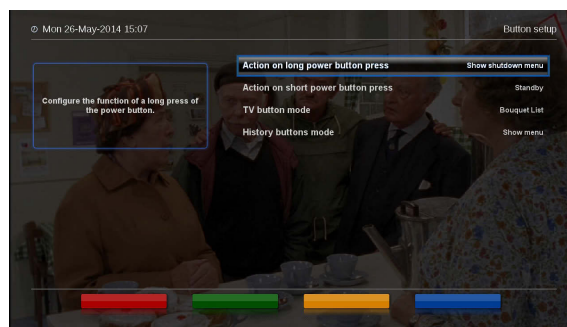 Mon 26-May-2014 15:07
Button setup
Configure the function of a long press of
the power button.
Action on long power button press Show shutdown menu
Action on short power button press Standby
TV button mode Bouquet List
History buttons mode Show menu